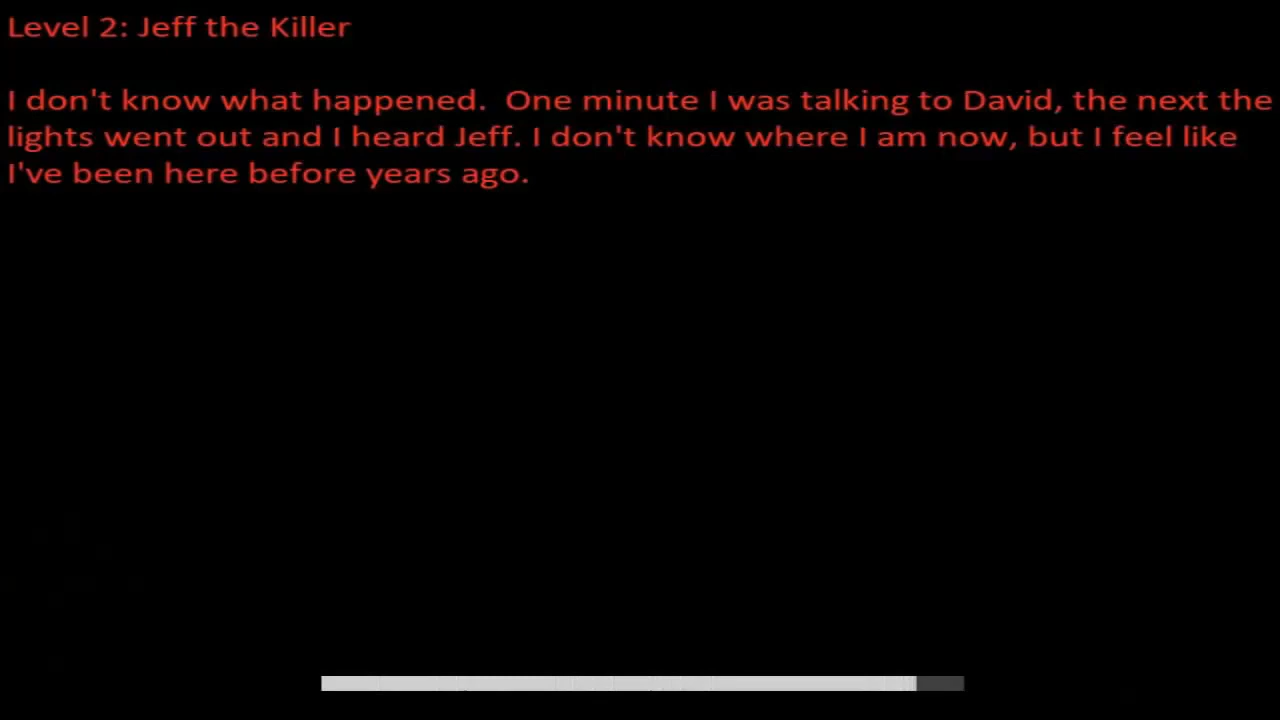 Level 2: Jeff the Killer
I don't know what happened.  One minute I was talking to David, the next the
lights went out and I heard Jeff. I don't know where I am now, but I feel like
I've been here before years ago.